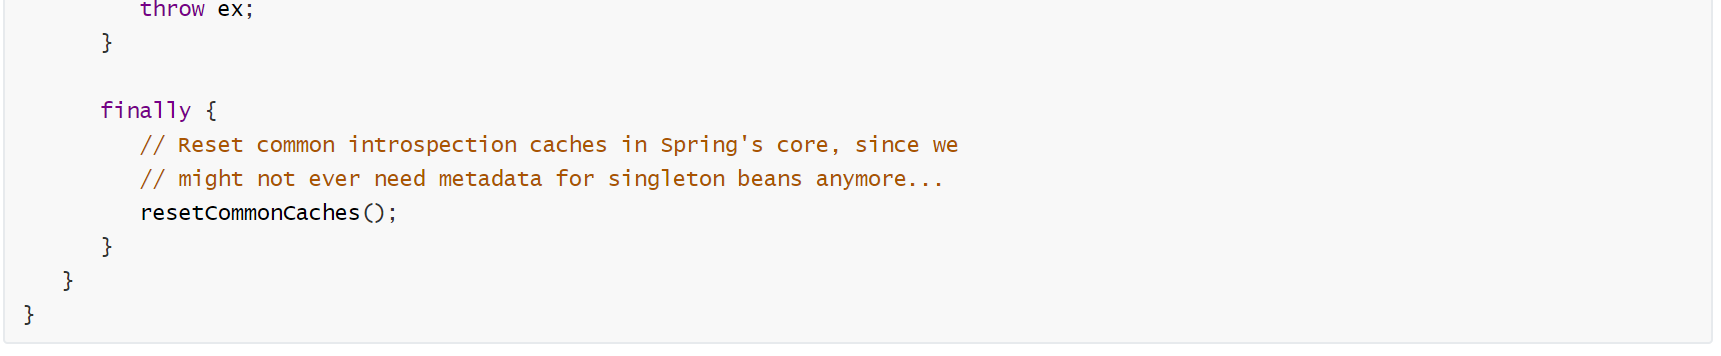 throw ex;
}
finally {
// Reset common introspection caches in Spring's core, since we
// might not ever need metadata for singleton beans anymore...
resetCommonCaches();
}
}
}